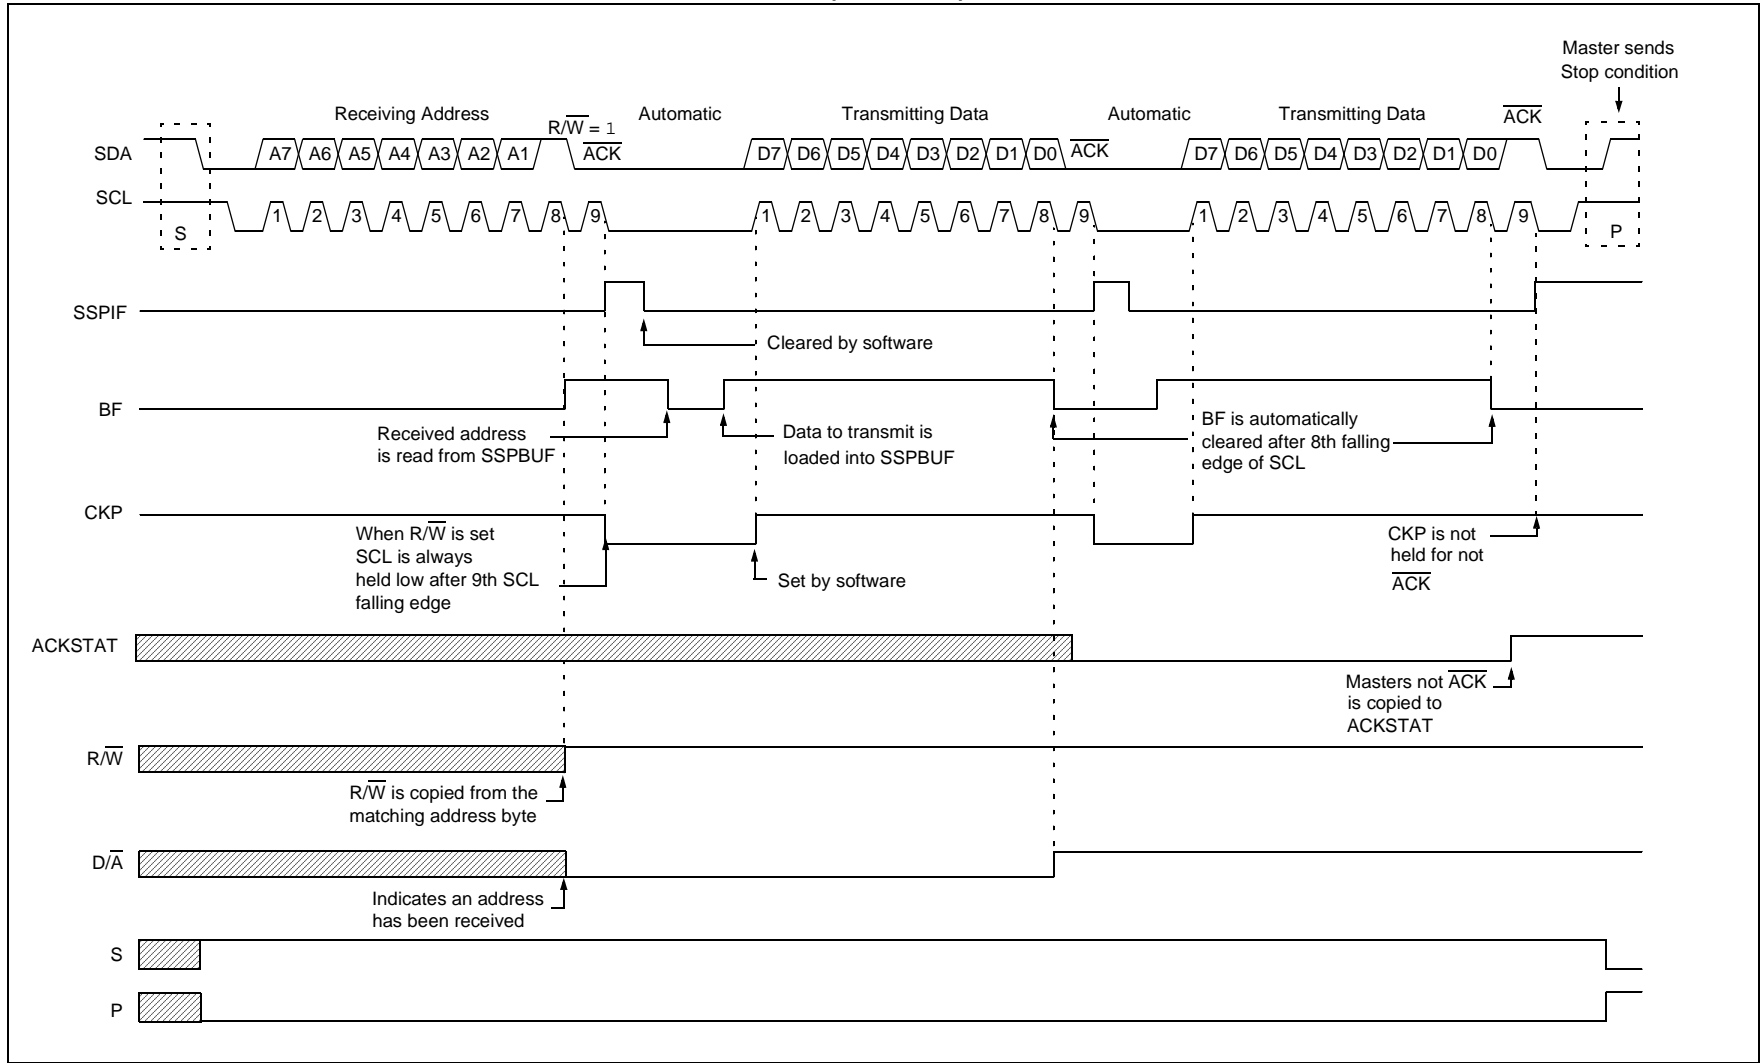 Master sends
Stop condition
Receiving Address
R/W = 1
Automatic
Transmitting Data
Automatic
Transmitting Data
ACK
SDA
A7 A6 A5 A4 A3 A2 A1
ACK
D7 D6 D5 D4 D3 D2 D1 D0
ACK
D7 D6 D5 D4 D3 D2 D1 D0
SCL
S
1 2 3 4 5 6 7 8 9
1 2 3 4 5 6 7 8 9
1 2 3 4 5 6 7 8 9
P
SSPIF
Cleared by software
BF
Received address
is read from SSPBUF
Data to transmit is
loaded into SSPBUF
BF is automatically
cleared after 8th falling
edge of SCL
CKP
When R/W is set
SCL is always
held low after 9th SCL
falling edge
Set by software
CKP is not
held for not
ACK
ACKSTAT
Masters not ACK
is copied to
ACKSTAT
R/W
R/W is copied from the
matching address byte
D/A
Indicates an address
has been received
S
P